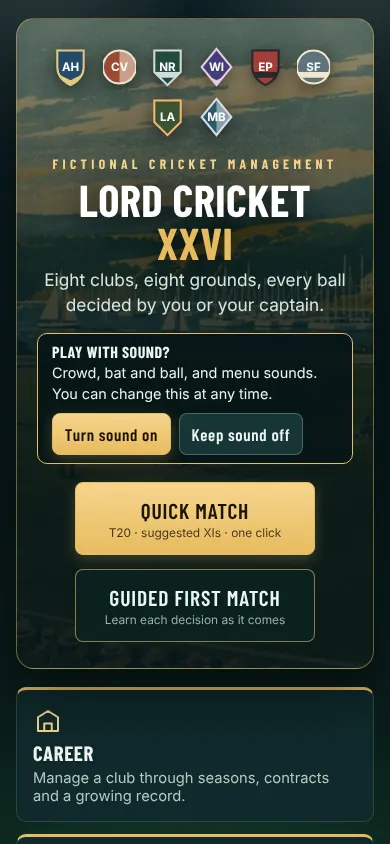 AH CV NR WI EP SF
LA MB
FICTIONAL CRICKET MANAGEMENT
LORD CRICKET
XXVI
Eight clubs, eight grounds, every ball
decided by you or your captain.
PLAY WITH SOUND?
Crowd, bat and ball, and menu sounds.
You can change this at any time.
Turn sound on Keep sound off
QUICK MATCH
T20 · suggested XIs · one click
GUIDED FIRST MATCH
Learn each decision as it comes
CAREER
Manage a club through seasons, contracts
and a growing record.